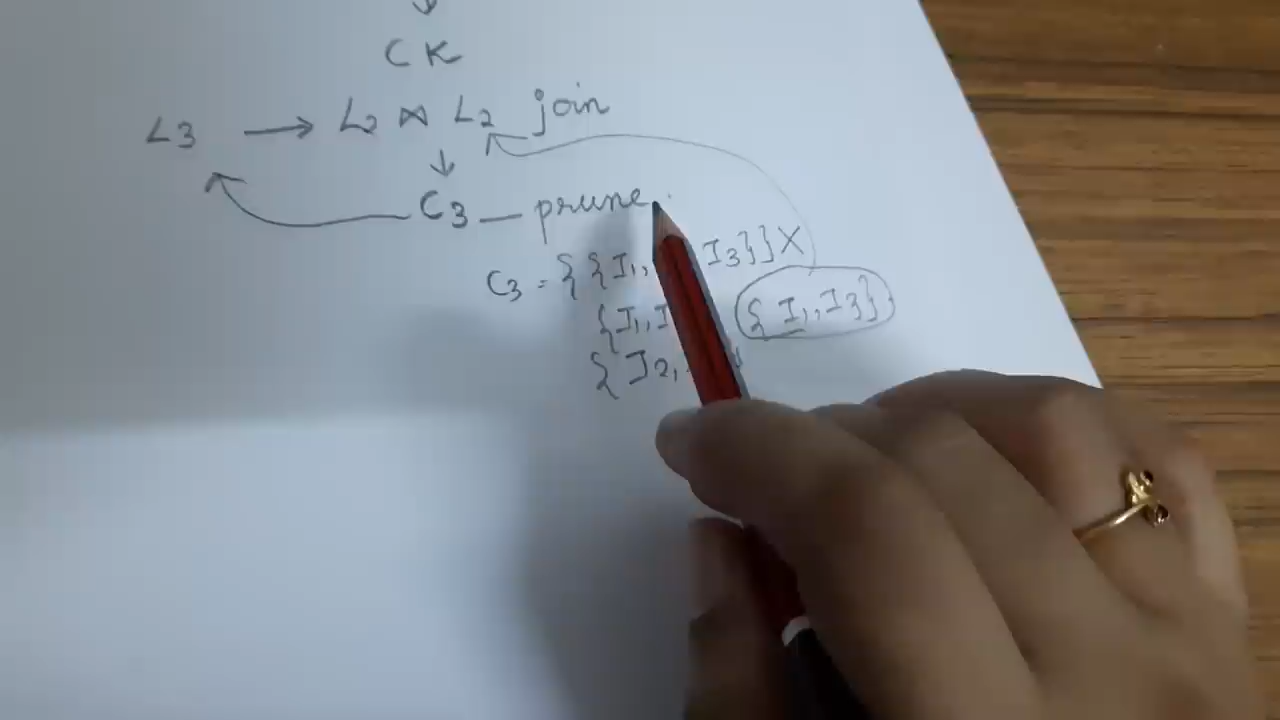 CK
L3 → L2 ⋈ L2 join
C3 — prune
C3 = {{I1, I3}}X
{I1, I {I1, I3}}
{I2,